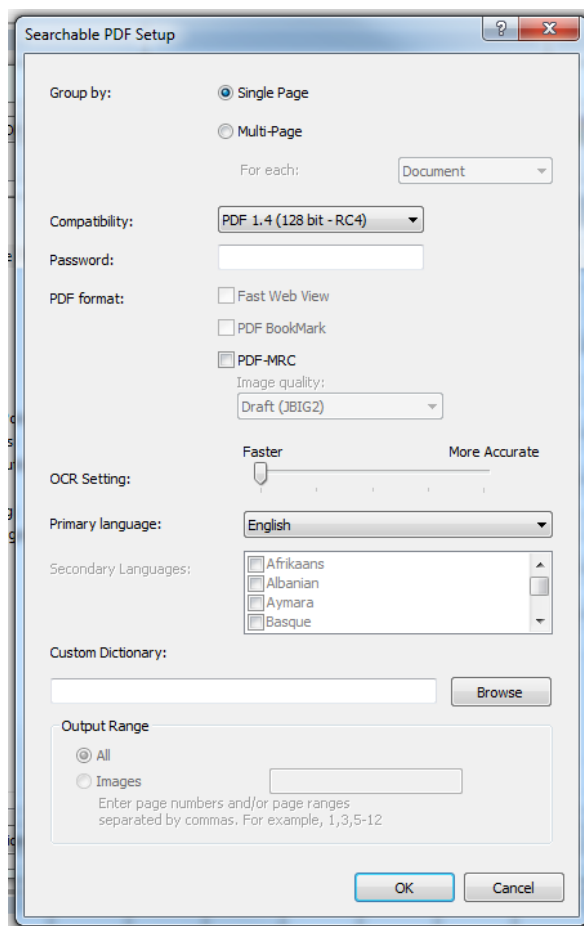 Searchable PDF Setup
Group by:
Single Page
Multi-Page
For each:
Document
Compatibility:
PDF 1.4 (128 bit - RC4)
Password:
PDF format:
Fast Web View
PDF BookMark
PDF-MRC
Image quality:
Draft (JBIG2)
Faster
More Accurate
OCR Setting:
Primary language:
English
Secondary Languages:
Afrikaans
Albanian
Aymara
Basque
Custom Dictionary:
Browse
Output Range
All
Images
Enter page numbers and/or page ranges
separated by commas. For example, 1,3,5-12
OK
Cancel